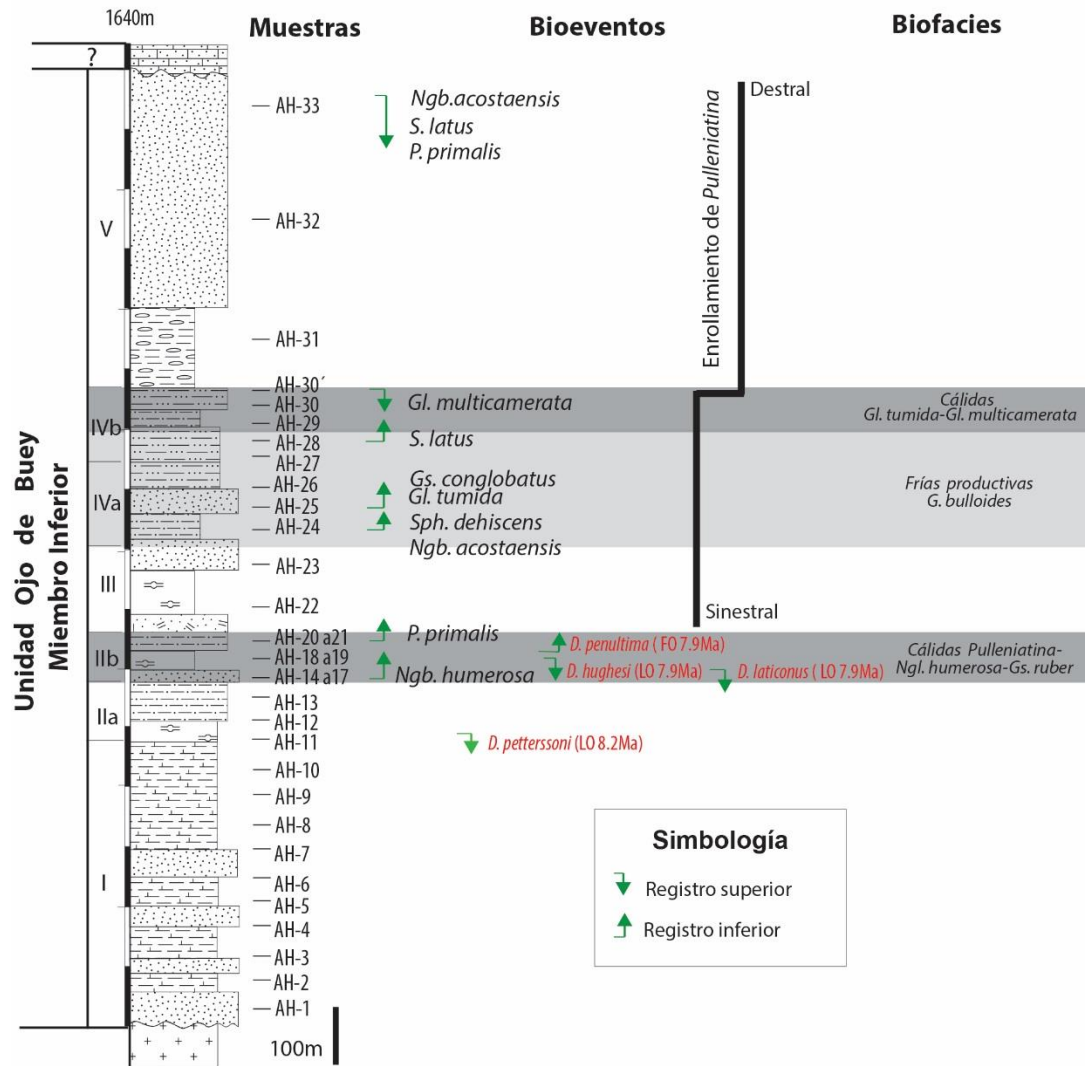 1640m
Muestras
Bioeventos
Biofacies
?
AH-33
Ngb.acostaensis
S. latus
P. primalis
Destral
Enrollamiento de Pulleniatina
V
AH-32
AH-31
AH-30´
AH-30
AH-29
AH-28
AH-27
AH-26
AH-25
AH-24
Gl. multicamerata
S. latus
Gs. conglobatus
Gl. tumida
Sph. dehiscens
Ngb. acostaensis
Cálidas
Gl. tumida-Gl. multicamerata
Frías productivas
G. bulloides
IVb
IVa
Unidad Ojo de Buey
Miembro Inferior
III
AH-23
AH-22
Sinestral
AH-20 a21
AH-18 a19
AH-14 a17
P. primalis
Ngb. humerosa
D. penultima ( FO 7.9Ma)
D. hughesi (LO 7.9Ma)
D. laticonus ( LO 7.9Ma)
Cálidas Pulleniatina-
Ngl. humerosa-Gs. ruber
IIb
IIa
AH-13
AH-12
AH-11
D. petterssoni (LO 8.2Ma)
AH-10
AH-9
AH-8
AH-7
I
AH-6
AH-5
AH-4
AH-3
AH-2
AH-1
Simbología
Registro superior
Registro inferior
100m